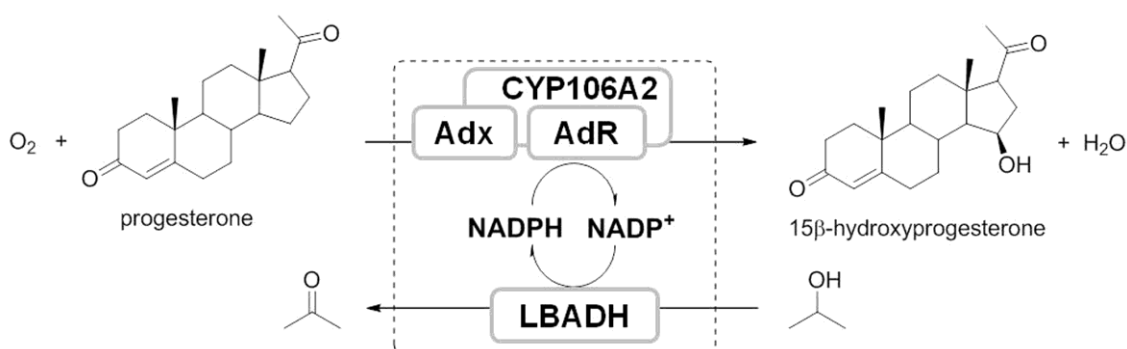 O
O₂ +
O
progesterone
CYP106A2
Adx
AdR
NADPH NADP⁺
LBADH
O
O
OH
+ H₂O
15β-hydroxyprogesterone
O
OH